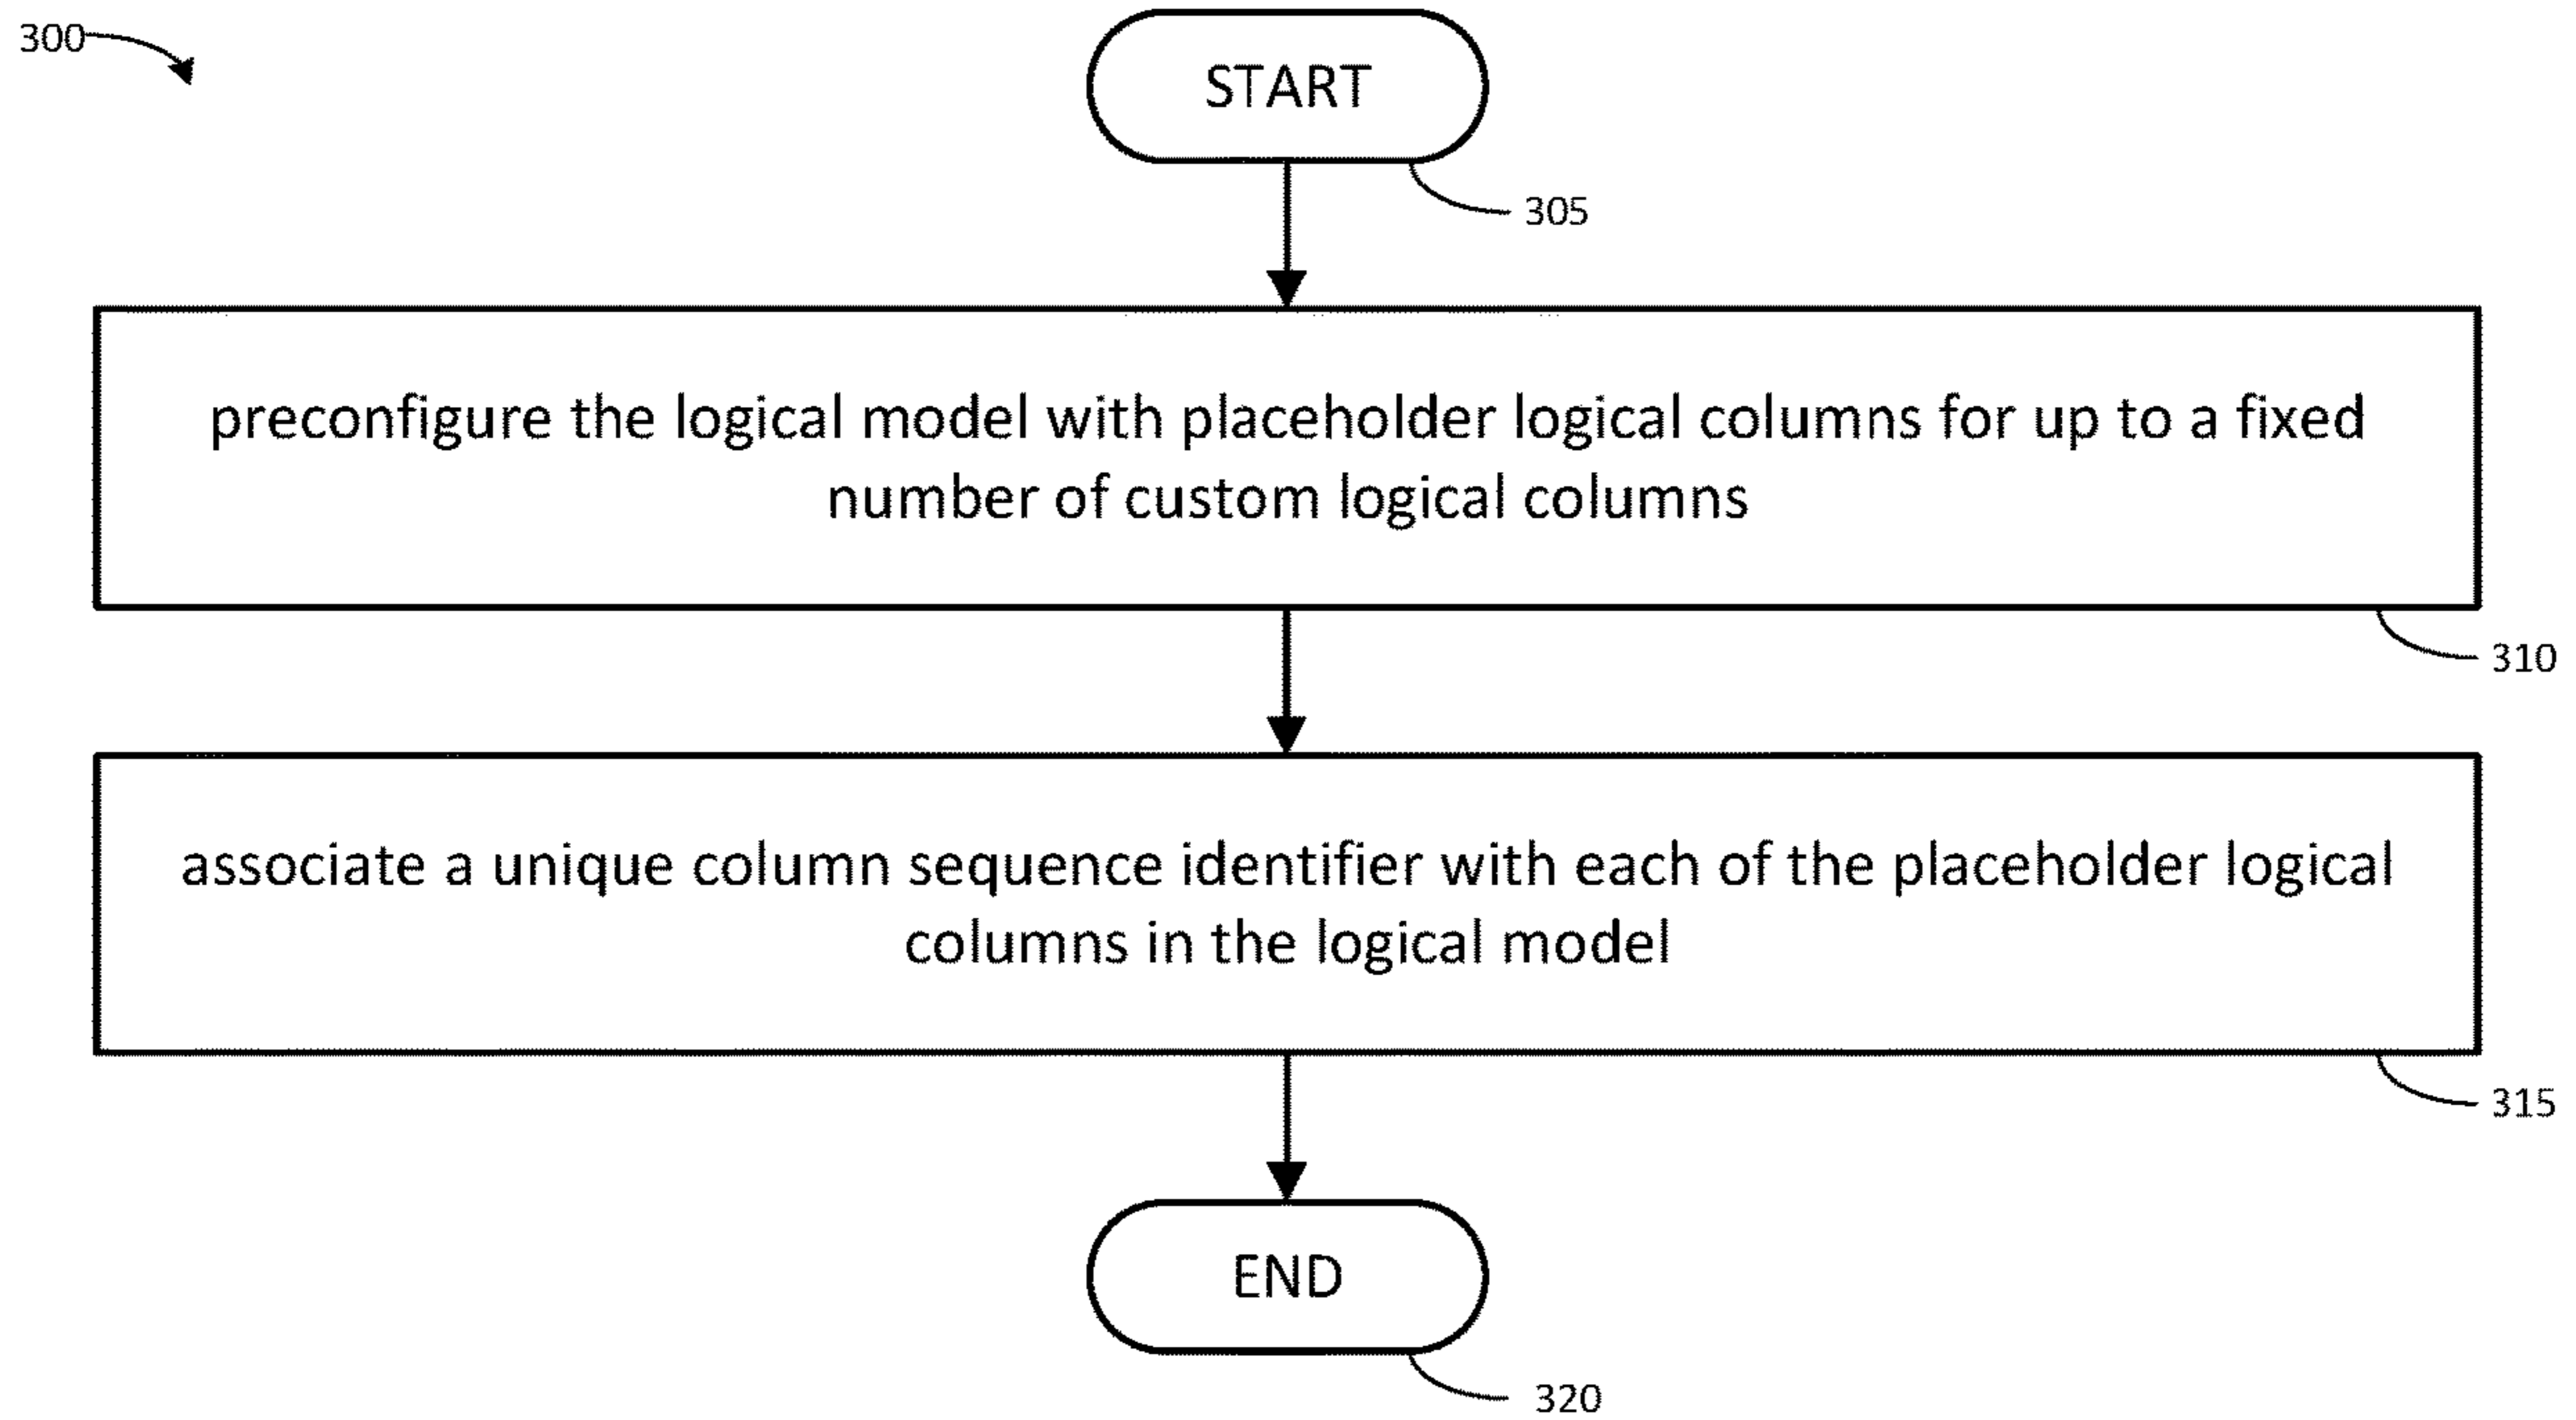 300
START
305
preconfigure the logical model with placeholder logical columns for up to a fixed
number of custom logical columns
310
associate a unique column sequence identifier with each of the placeholder logical
columns in the logical model
315
END
320